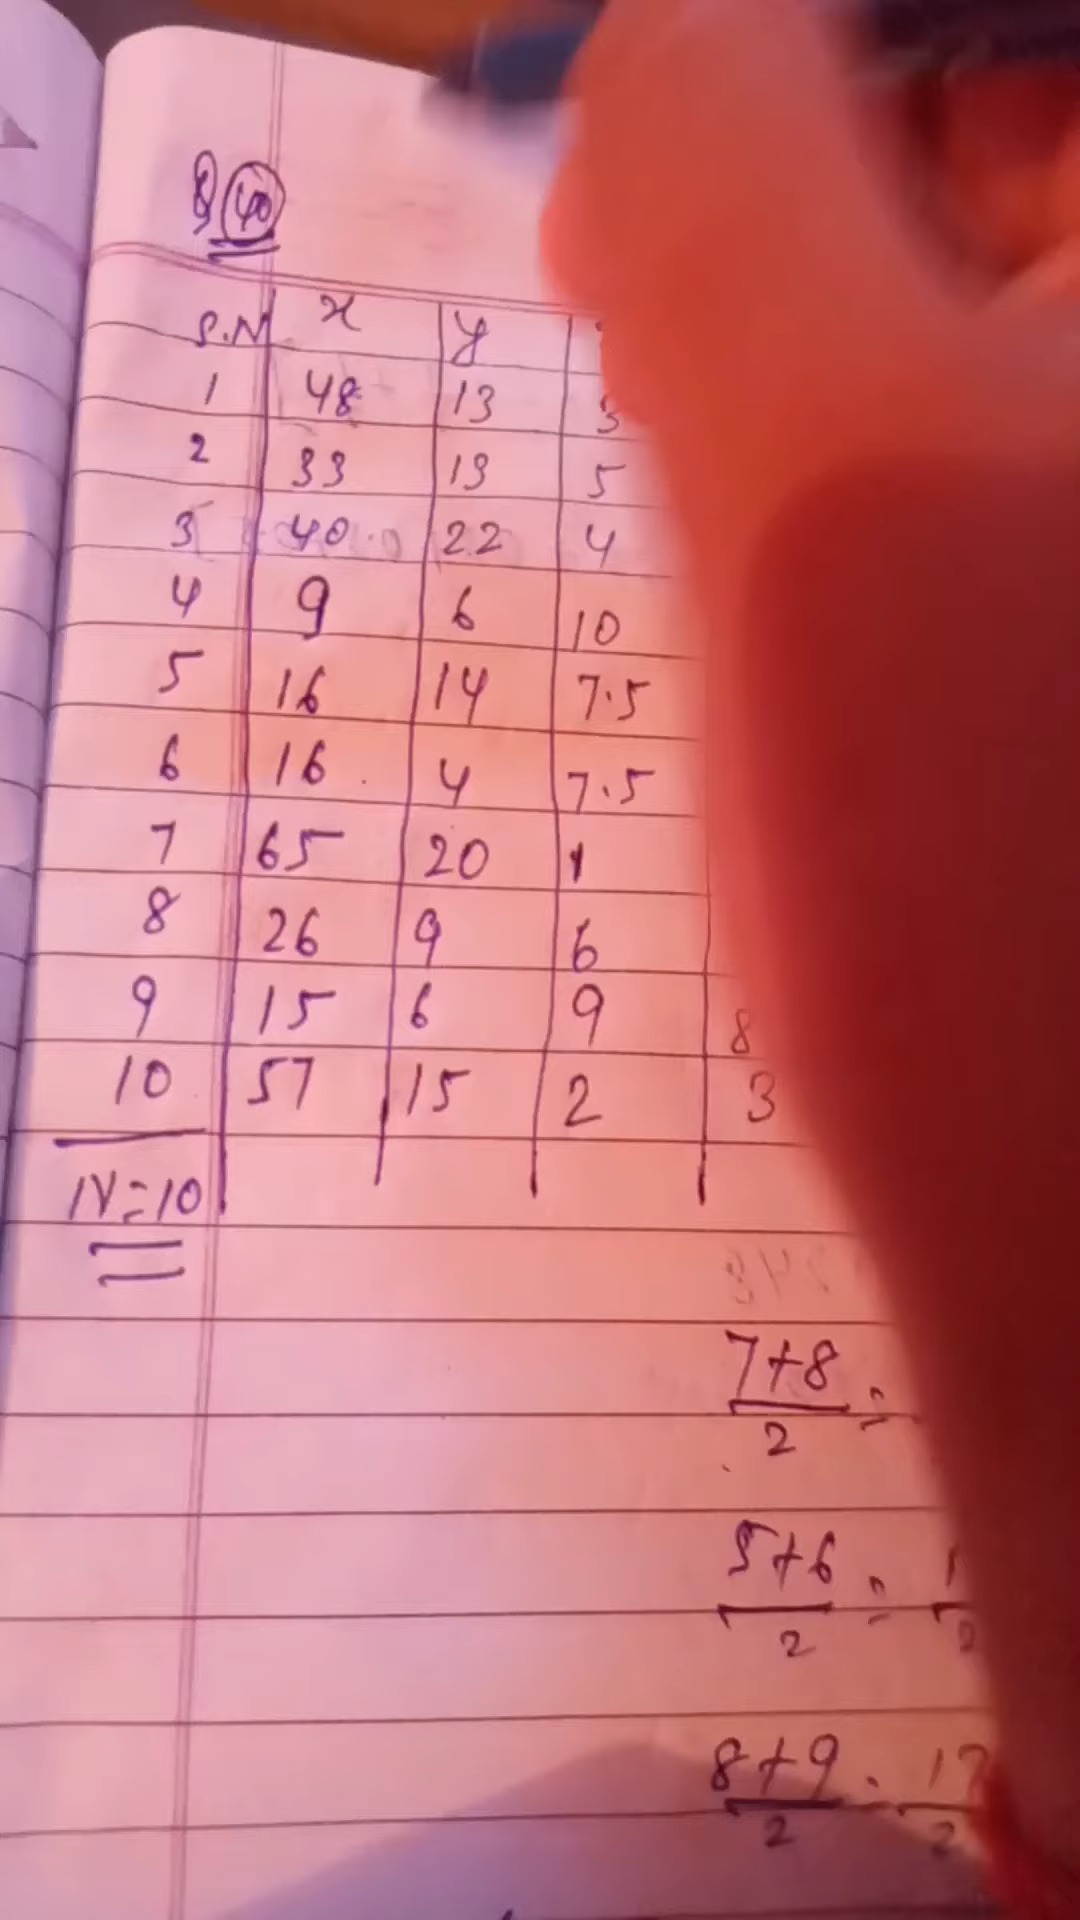 Q 40
S.N x y
1 48 13 3
2 33 13 5
3 40 22 4
4 9 6 10
5 16 14 7.5
6 16 4 7.5
7 65 20 1
8 26 9 6
9 15 6 9 8
10 57 15 2 3
N=10
7+8 =
2
5+6 =
2
8+9 =
2 2